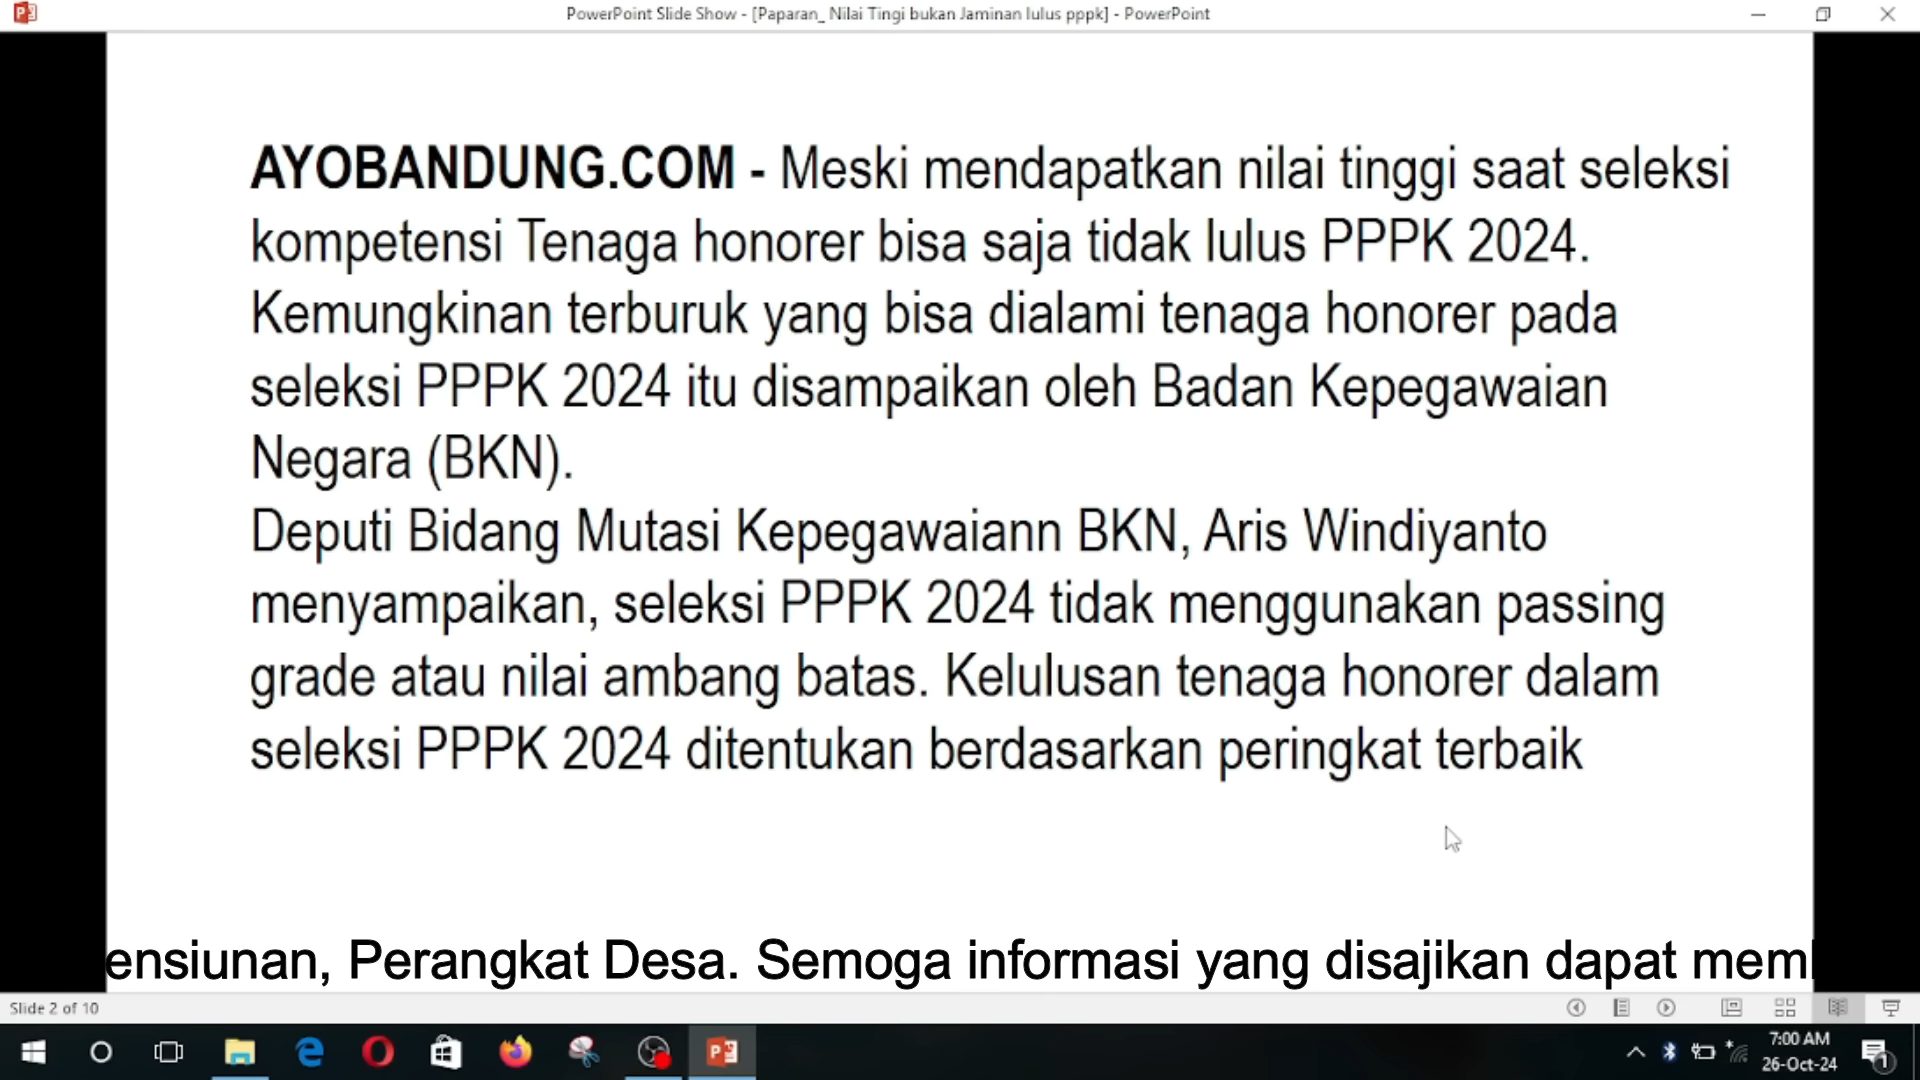 PowerPoint Slide Show - [Paparan_ Nilai Tingi bukan Jaminan lulus pppk] - PowerPoint
AYOBANDUNG.COM - Meski mendapatkan nilai tinggi saat seleksi
kompetensi Tenaga honorer bisa saja tidak lulus PPPK 2024.
Kemungkinan terburuk yang bisa dialami tenaga honorer pada
seleksi PPPK 2024 itu disampaikan oleh Badan Kepegawaian
Negara (BKN).
Deputi Bidang Mutasi Kepegawaiann BKN, Aris Windiyanto
menyampaikan, seleksi PPPK 2024 tidak menggunakan passing
grade atau nilai ambang batas. Kelulusan tenaga honorer dalam
seleksi PPPK 2024 ditentukan berdasarkan peringkat terbaik
ensiunan, Perangkat Desa. Semoga informasi yang disajikan dapat mem
Slide 2 of 10
7:00 AM
26-Oct-24
1